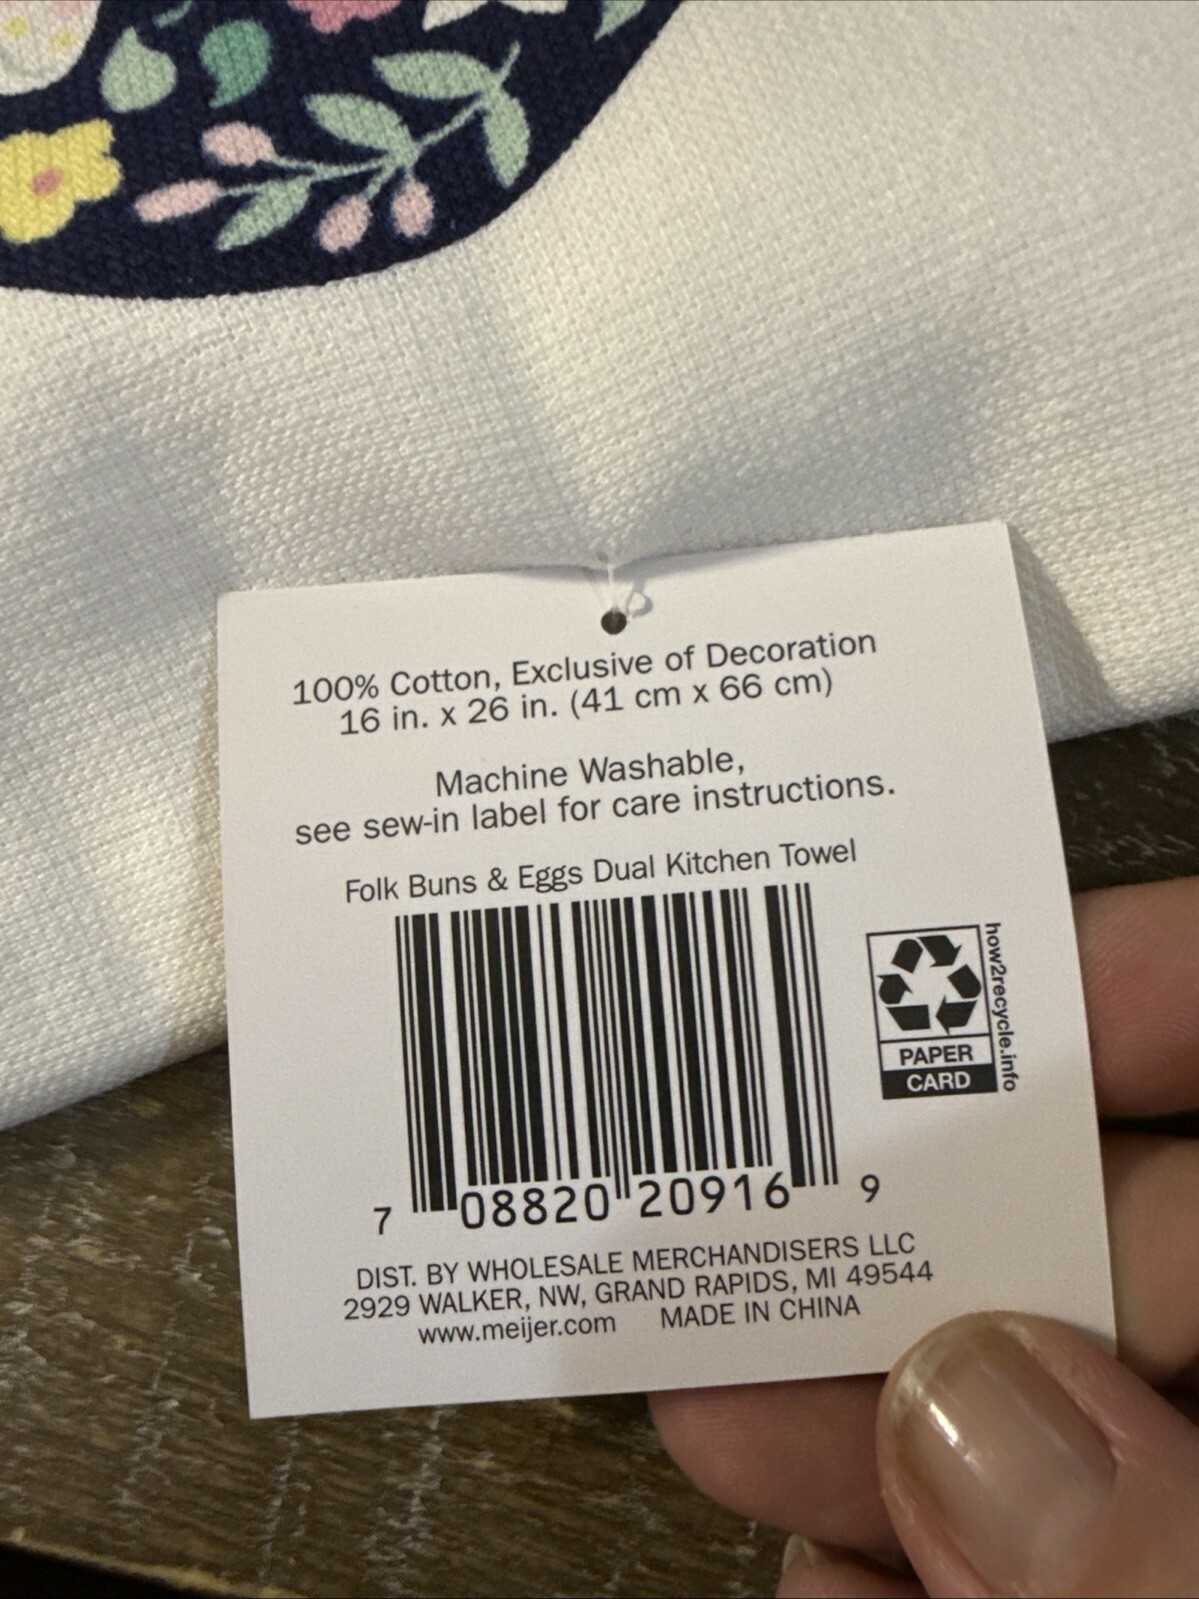 100% Cotton, Exclusive of Decoration
16 in. x 26 in. (41 cm x 66 cm)
Machine Washable,
see sew-in label for care instructions.
Folk Buns & Eggs Dual Kitchen Towel
how2recycle.info
PAPER
CARD
7 08820 20916 9
DIST. BY WHOLESALE MERCHANDISERS LLC
2929 WALKER, NW, GRAND RAPIDS, MI 49544
www.meijer.com MADE IN CHINA